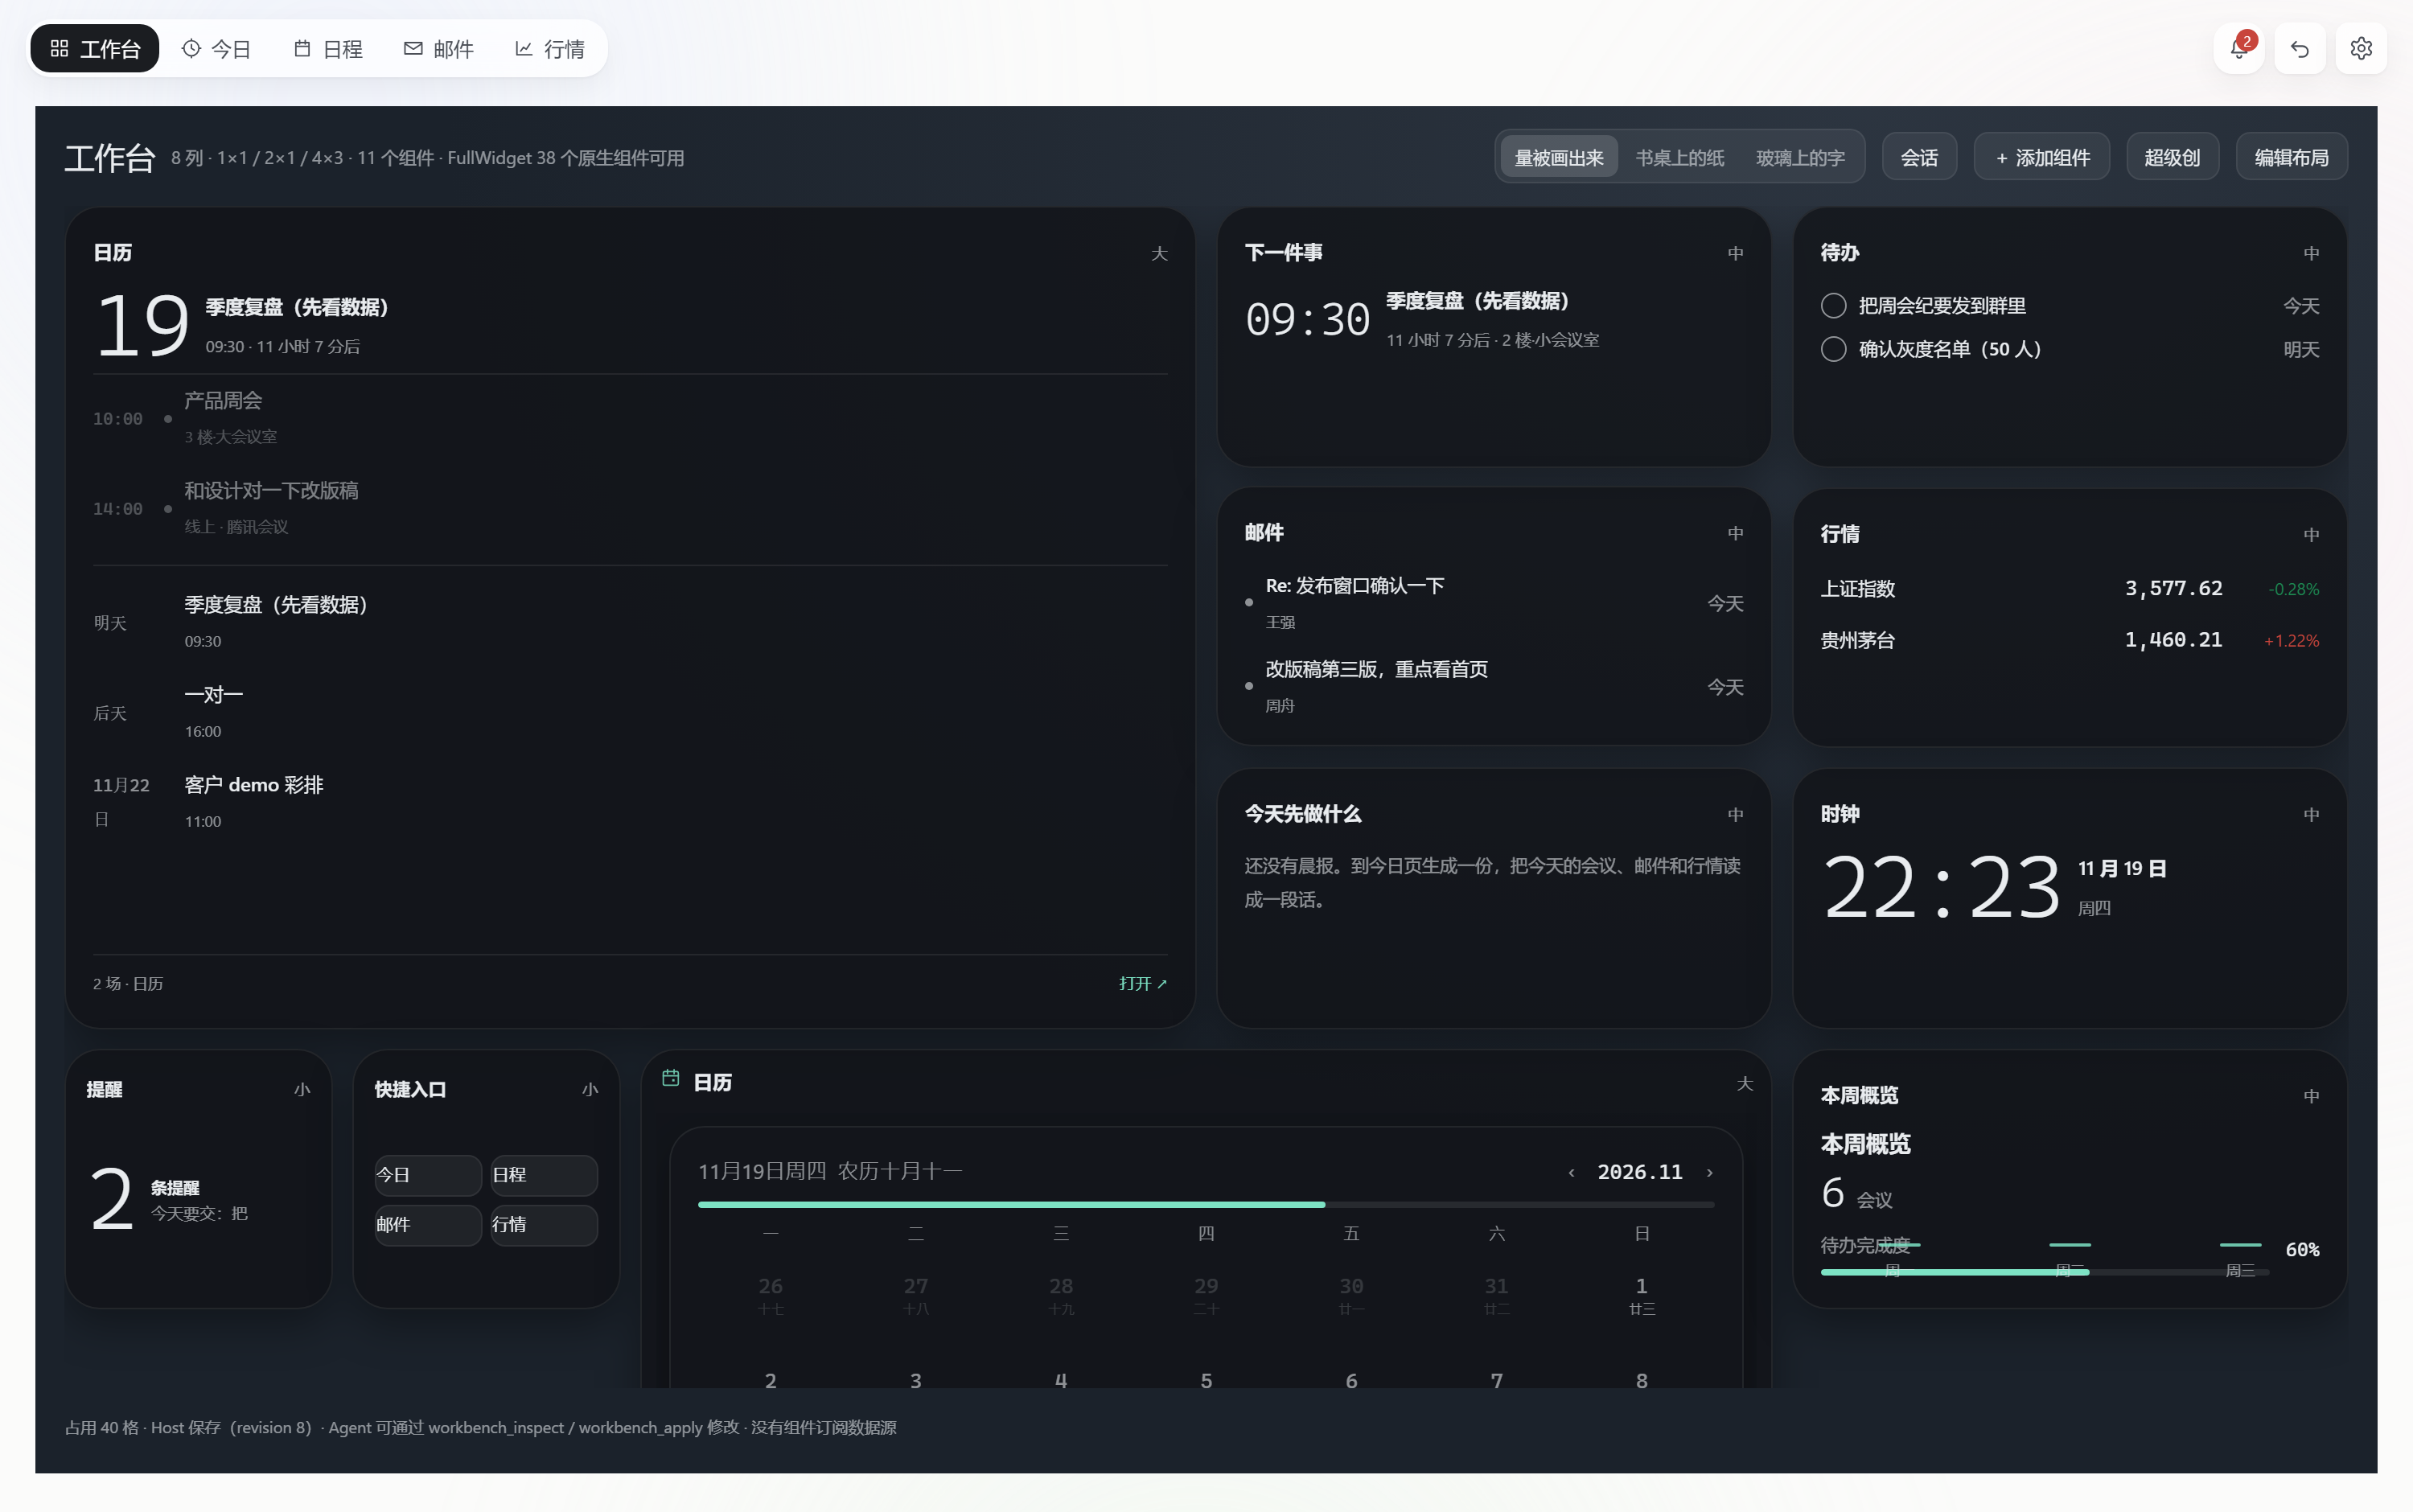 工作台
今日
日程
邮件
行情
2
工作台
8 列 · 1×1 / 2×1 / 4×3 · 11 个组件 · FullWidget 38 个原生组件可用
量被画出来
书桌上的纸
玻璃上的字
会话
+ 添加组件
超级创
编辑布局
日历
大
19
季度复盘（先看数据）
09:30 · 11 小时 7 分后
10:00
产品周会
3 楼·大会议室
14:00
和设计对一下改版稿
线上 · 腾讯会议
明天
季度复盘（先看数据）
09:30
后天
一对一
16:00
11月22
日
客户 demo 彩排
11:00
2 场 · 日历
打开 ↗
下一件事
中
09:30
季度复盘（先看数据）
11 小时 7 分后 · 2 楼·小会议室
待办
中
把周会纪要发到群里
今天
确认灰度名单（50 人）
明天
邮件
中
Re: 发布窗口确认一下
王强
今天
改版稿第三版，重点看首页
周舟
今天
行情
中
上证指数
3,577.62
-0.28%
贵州茅台
1,460.21
+1.22%
今天先做什么
中
还没有晨报。到今日页生成一份，把今天的会议、邮件和行情读
成一段话。
时钟
中
22:23
11 月 19 日
周四
提醒
小
2
条提醒
今天要交：把
快捷入口
小
今日
日程
邮件
行情
日历
大
11月19日周四 农历十月十一
‹ 2026.11 ›
一 二 三 四 五 六 日
26 27 28 29 30 31 1
十七 十八 十九 二十 廿一 廿二 廿三
2 3 4 5 6 7 8
本周概览
中
本周概览
6 会议
待办完成度
60%
周一 周二 周三
占用 40 格 · Host 保存（revision 8）· Agent 可通过 workbench_inspect / workbench_apply 修改 · 没有组件订阅数据源